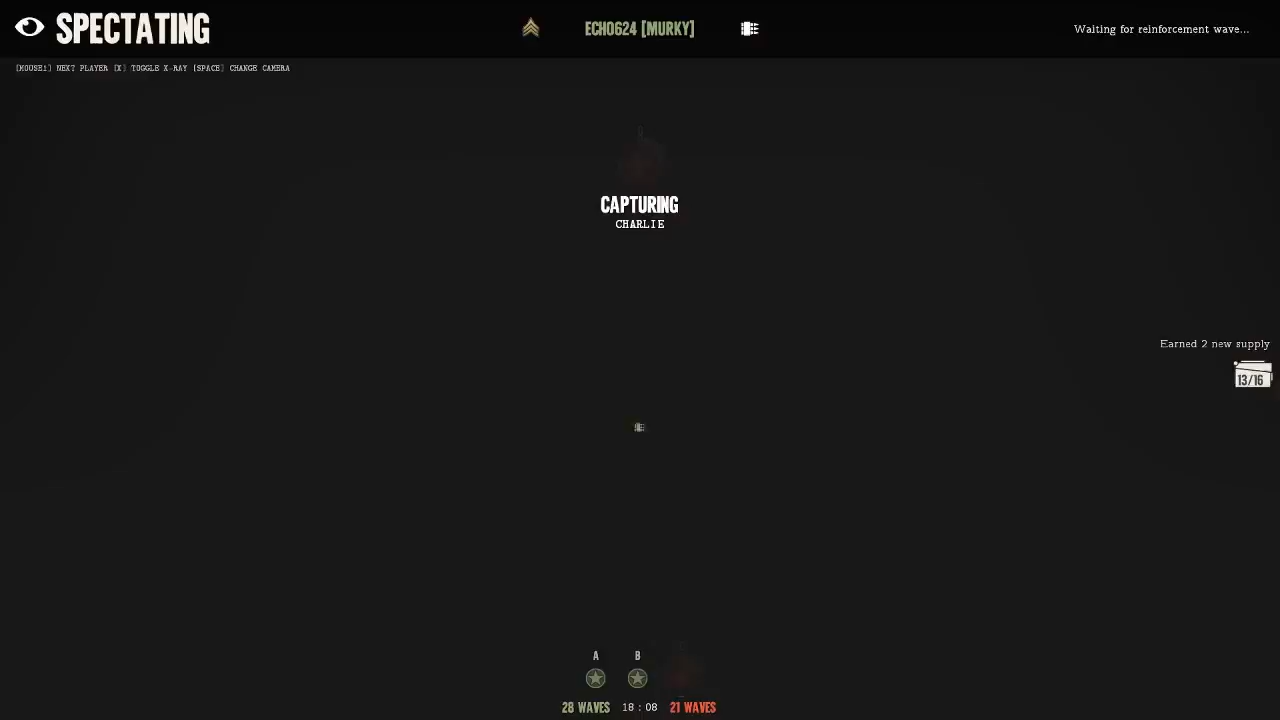 SPECTATING
ECHO624 [MURKY]
Waiting for reinforcement wave...
[MOUSE1] NEXT PLAYER [X] TOGGLE X-RAY [SPACE] CHANGE CAMERA
CAPTURING
CHARLIE
Earned 2 new supply
13/16
A B
28 WAVES 18 : 08 21 WAVES